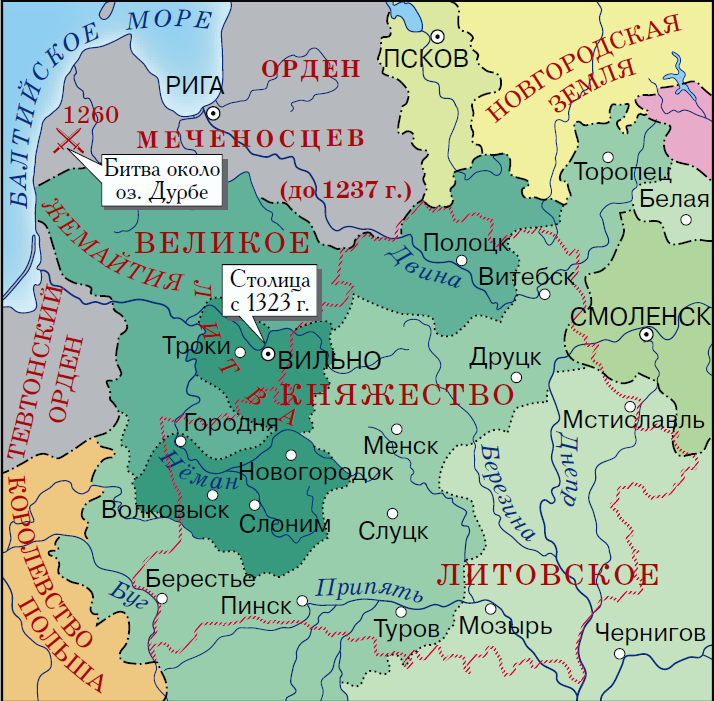 БАЛТИЙСКОЕ МОРЕ
РИГА
ОРДЕН
МЕЧЕНОСЦЕВ
(до 1237 г.)
ПСКОВ
НОВГОРОДСКАЯ
ЗЕМЛЯ
1260
Битва около
оз. Дурбе
Торопец
Белая
ЖЕМАЙТИЯ
ВЕЛИКОЕ
Полоцк
Двина
Витебск
Столица
с 1323 г.
ЛИТВА
СМОЛЕНСК
ТЕВТОНСКИЙ
ОРДЕН
Троки
ВИЛЬНО
Друцк
КНЯЖЕСТВО
Мстиславль
Городня
Менск
Нёман
Новогородок
Березина
Днепр
Волковыск
Слоним
Слуцк
КОРОЛЕВСТВО
ПОЛЬША
Берестье
Буг
Пинск
Припять
ЛИТОВСКОЕ
Туров
Мозырь
Чернигов